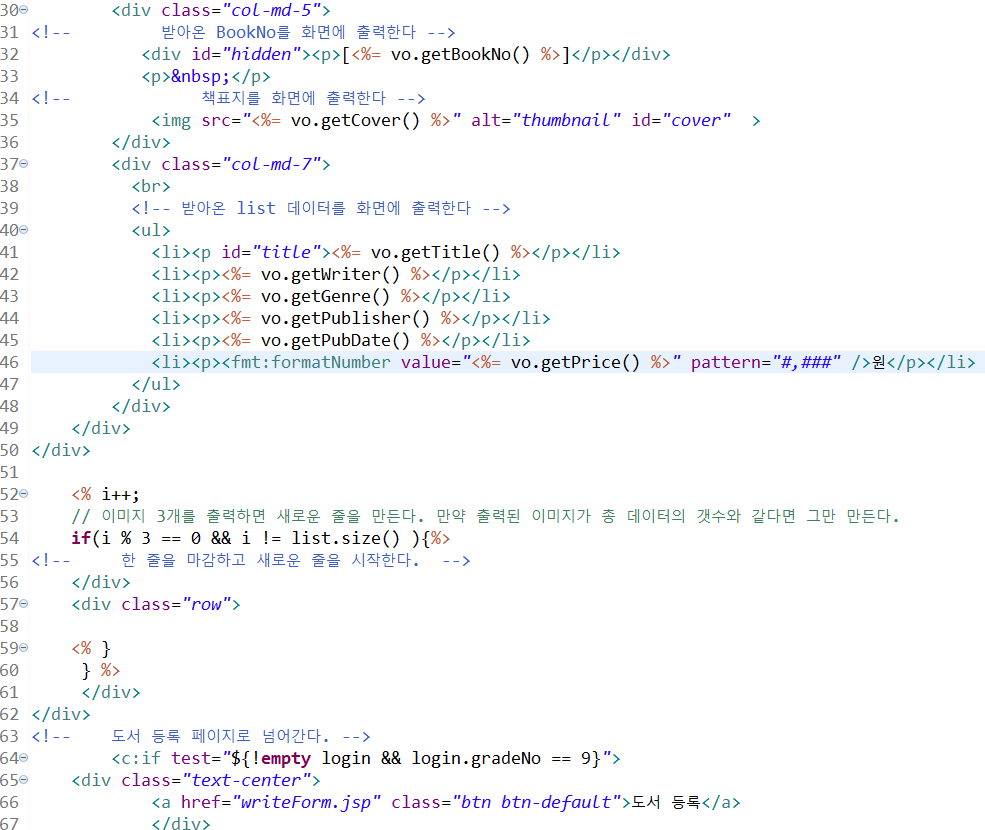 30 <div class="col-md-5">
31 <!-- 받아온 BookNo를 화면에 출력한다 -->
32 <div id="hidden"><p>[<%= vo.getBookNo() %>]</p></div>
33 <p>&nbsp;</p>
34 <!-- 책표지를 화면에 출력한다 -->
35 <img src="<%= vo.getCover() %>" alt="thumbnail" id="cover" >
36 </div>
37 <div class="col-md-7">
38 <br>
39 <!-- 받아온 list 데이터를 화면에 출력한다 -->
40 <ul>
41 <li><p id="title"><%= vo.getTitle() %></p></li>
42 <li><p><%= vo.getWriter() %></p></li>
43 <li><p><%= vo.getGenre() %></p></li>
44 <li><p><%= vo.getPublisher() %></p></li>
45 <li><p><%= vo.getPubDate() %></p></li>
46 <li><p><fmt:formatNumber value="<%= vo.getPrice() %>" pattern="#,###" />원</p></li>
47 </ul>
48 </div>
49 </div>
50 </div>
51
52 <% i++;
53 // 이미지 3개를 출력하면 새로운 줄을 만든다. 만약 출력된 이미지가 총 데이터의 갯수와 같다면 그만 만든다.
54 if(i % 3 == 0 && i != list.size() ){%>
55 <!-- 한 줄을 마감하고 새로운 줄을 시작한다. -->
56 </div>
57 <div class="row">
58
59 <% }
60 } %>
61 </div>
62 </div>
63 <!-- 도서 등록 페이지로 넘어간다. -->
64 <c:if test="${!empty login && login.gradeNo == 9}">
65 <div class="text-center">
66 <a href="writeForm.jsp" class="btn btn-default">도서 등록</a>
67 </div>